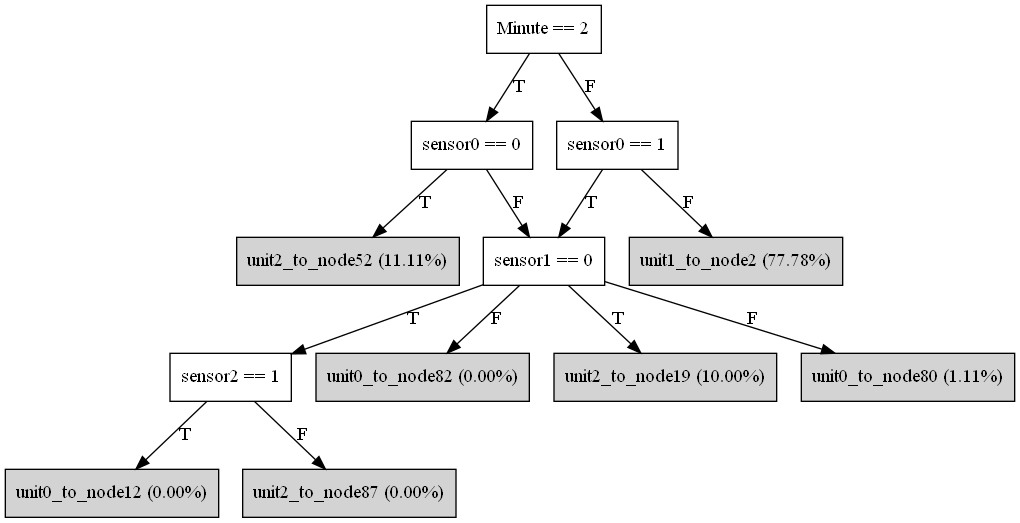 Minute == 2
T
F
sensor0 == 0
sensor0 == 1
T
F
T
F
unit2_to_node52 (11.11%)
sensor1 == 0
unit1_to_node2 (77.78%)
T
F
T
F
sensor2 == 1
unit0_to_node82 (0.00%)
unit2_to_node19 (10.00%)
unit0_to_node80 (1.11%)
T
F
unit0_to_node12 (0.00%)
unit2_to_node87 (0.00%)